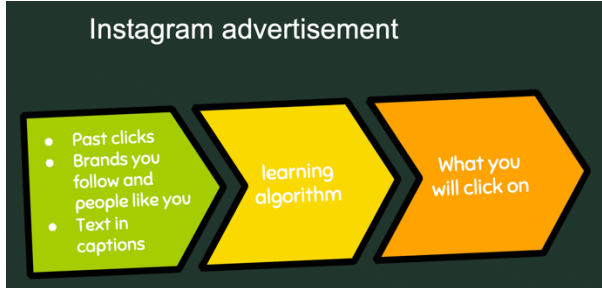 Instagram advertisement
● Past clicks
● Brands you
follow and
people like you
● Text in
captions
learning
algorithm
What you
will click on